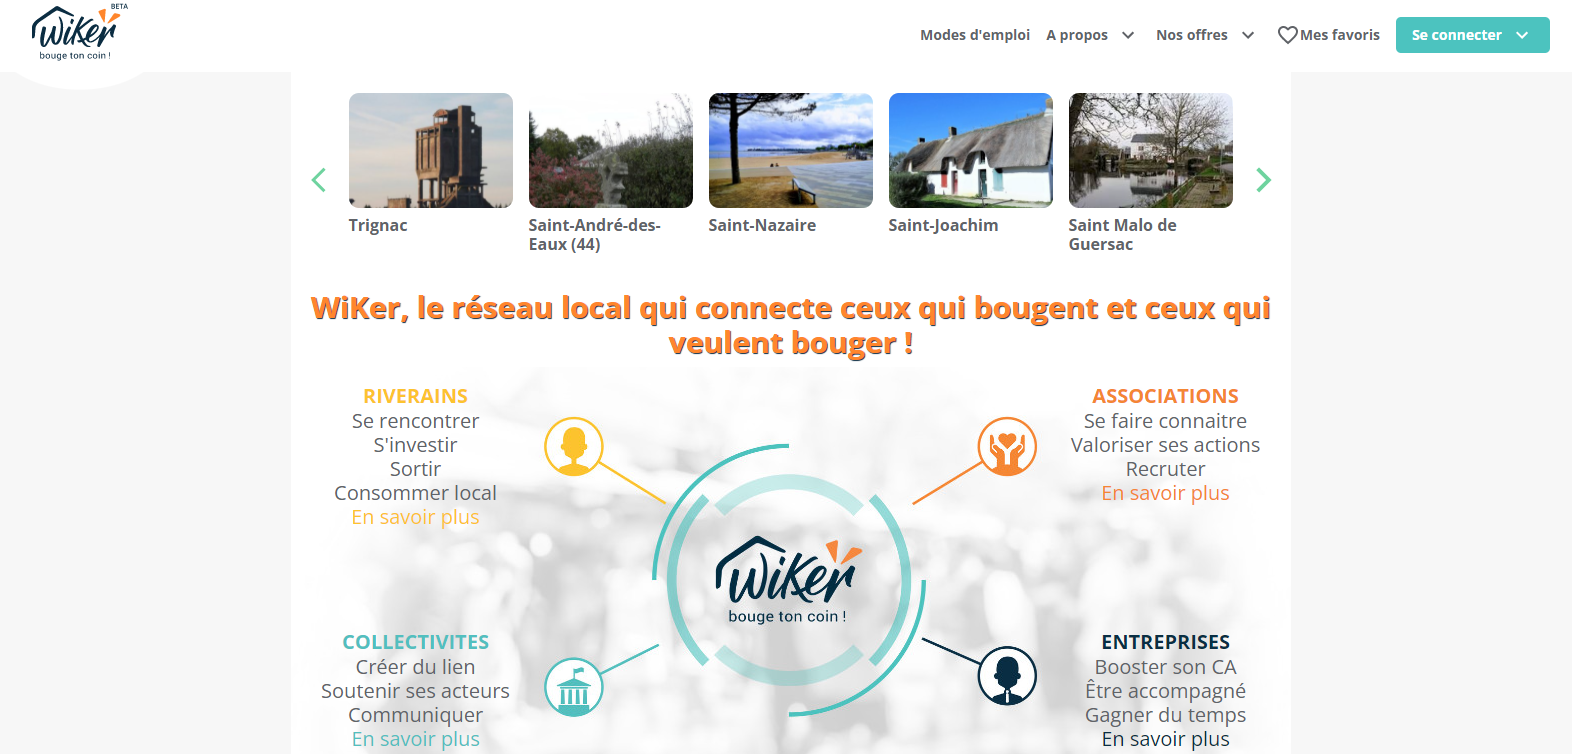 BETA
WiKer
bouge ton coin !
Modes d'emploi
A propos
Nos offres
Mes favoris
Se connecter
Trignac
Saint-André-des-
Eaux (44)
Saint-Nazaire
Saint-Joachim
Saint Malo de
Guersac
WiKer, le réseau local qui connecte ceux qui bougent et ceux qui
veulent bouger !
RIVERAINS
Se rencontrer
S'investir
Sortir
Consommer local
En savoir plus
ASSOCIATIONS
Se faire connaitre
Valoriser ses actions
Recruter
En savoir plus
WiKer
bouge ton coin !
COLLECTIVITES
Créer du lien
Soutenir ses acteurs
Communiquer
En savoir plus
ENTREPRISES
Booster son CA
Être accompagné
Gagner du temps
En savoir plus